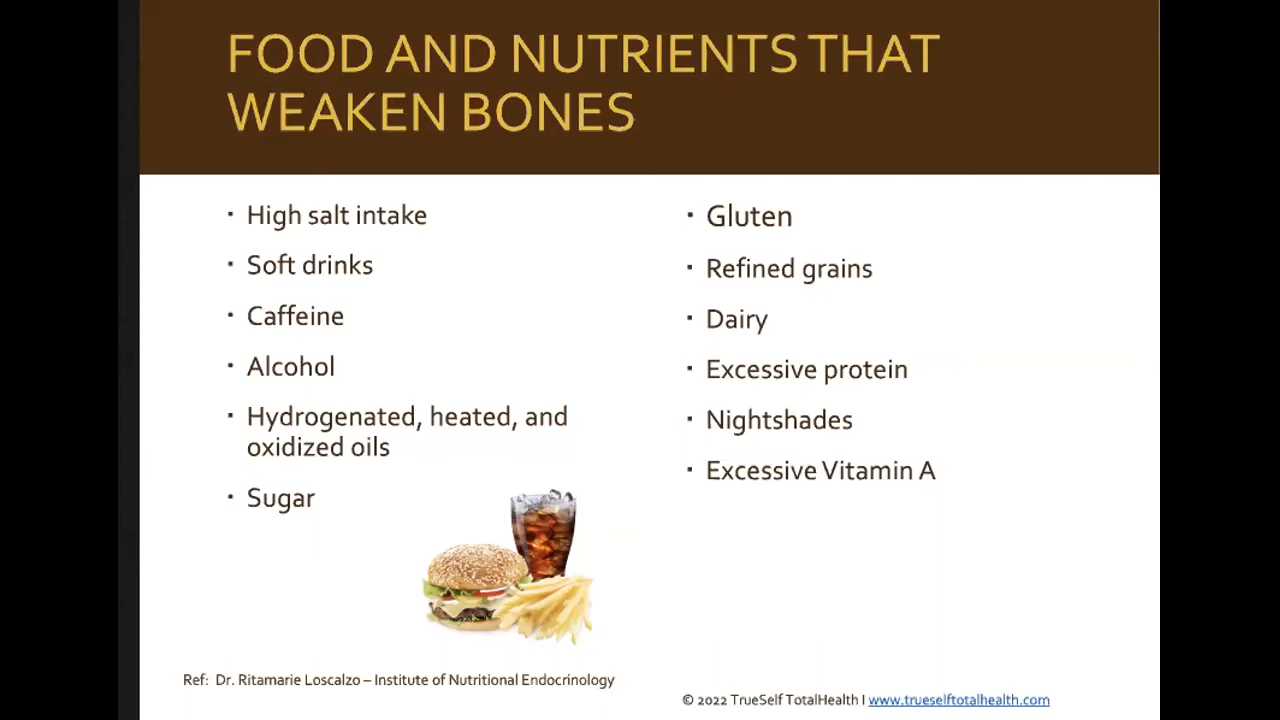 FOOD AND NUTRIENTS THAT
WEAKEN BONES
▪ High salt intake
▪ Soft drinks
▪ Caffeine
▪ Alcohol
▪ Hydrogenated, heated, and
oxidized oils
▪ Sugar
▪ Gluten
▪ Refined grains
▪ Dairy
▪ Excessive protein
▪ Nightshades
▪ Excessive Vitamin A
Ref: Dr. Ritamarie Loscalzo – Institute of Nutritional Endocrinology
© 2022 TrueSelf TotalHealth I www.trueselftotalhealth.com